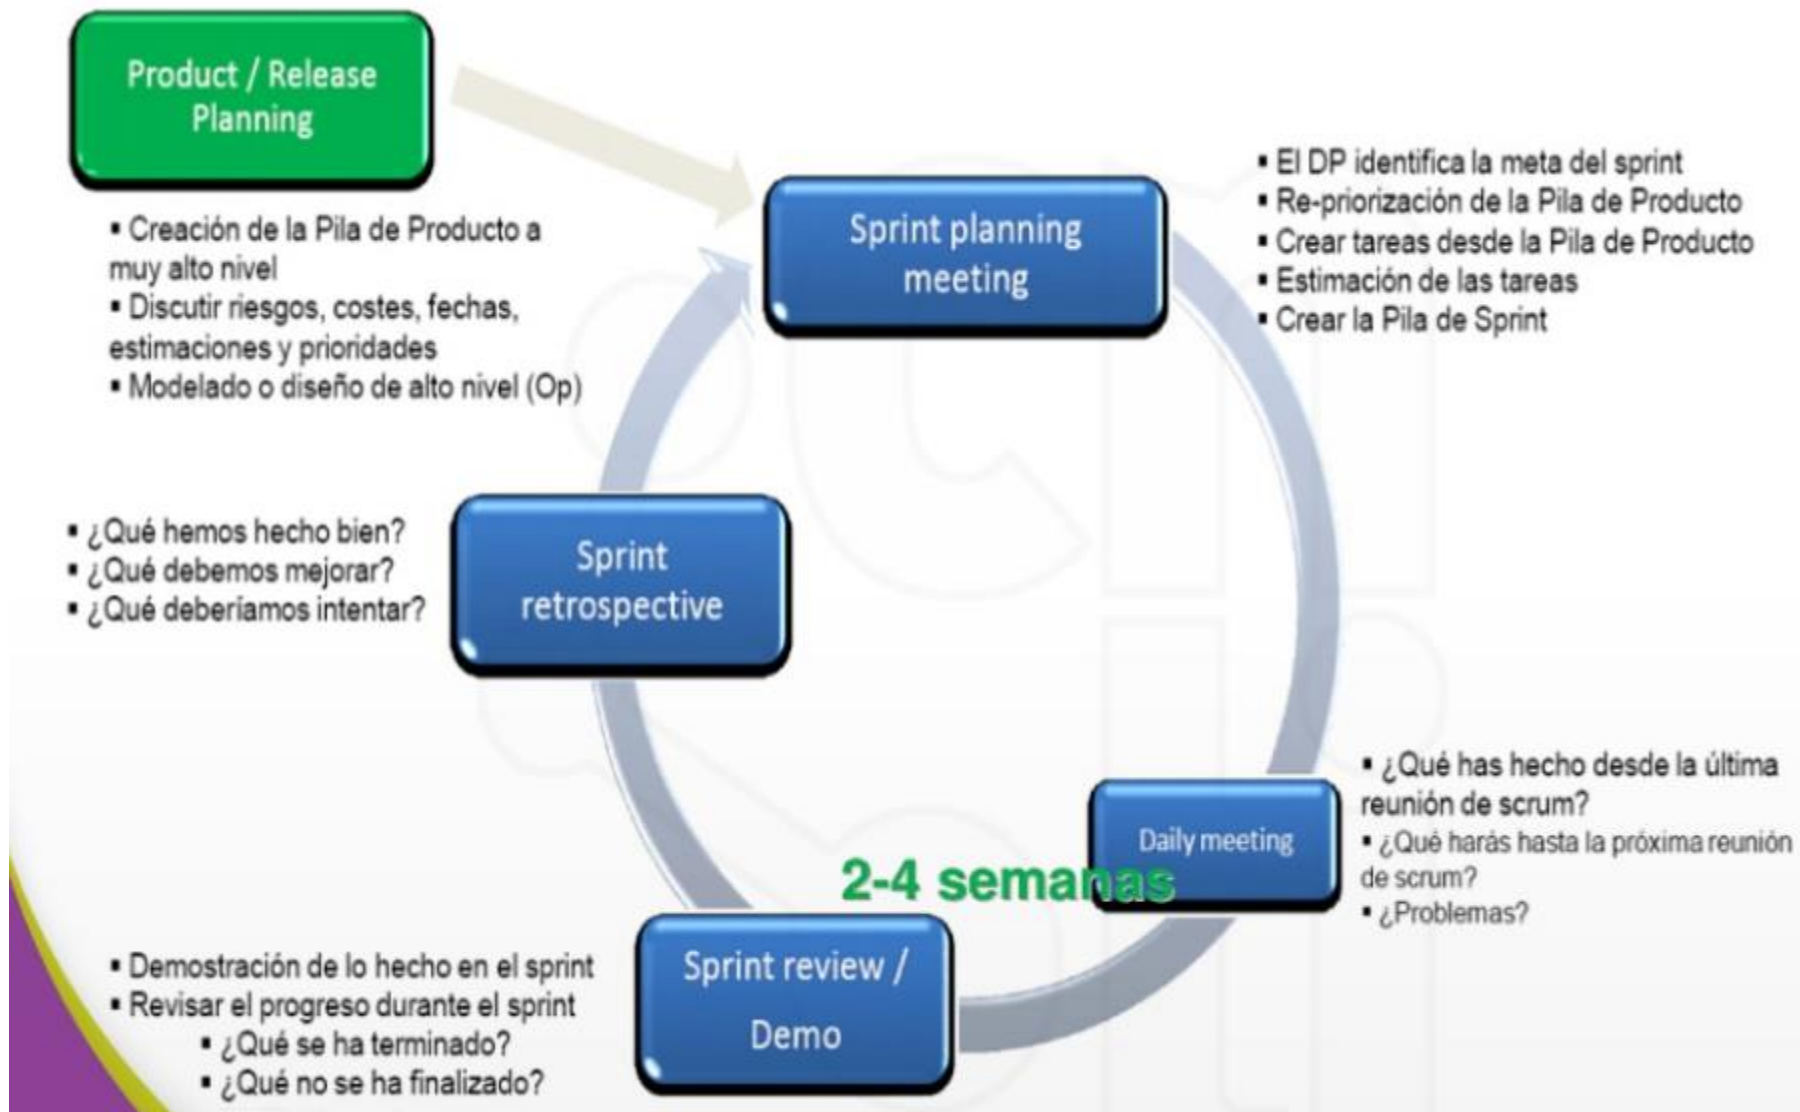 Product / Release
Planning
▪ Creación de la Pila de Producto a
muy alto nivel
▪ Discutir riesgos, costes, fechas,
estimaciones y prioridades
▪ Modelado o diseño de alto nivel (Op)
Sprint planning
meeting
▪ El DP identifica la meta del sprint
▪ Re-priorización de la Pila de Producto
▪ Crear tareas desde la Pila de Producto
▪ Estimación de las tareas
▪ Crear la Pila de Sprint
▪ ¿Qué hemos hecho bien?
▪ ¿Qué debemos mejorar?
▪ ¿Qué deberíamos intentar?
Sprint
retrospective
Daily meeting
▪ ¿Qué has hecho desde la última
reunión de scrum?
▪ ¿Qué harás hasta la próxima reunión
de scrum?
▪ ¿Problemas?
2-4 semanas
▪ Demostración de lo hecho en el sprint
▪ Revisar el progreso durante el sprint
▪ ¿Qué se ha terminado?
▪ ¿Qué no se ha finalizado?
Sprint review /
Demo